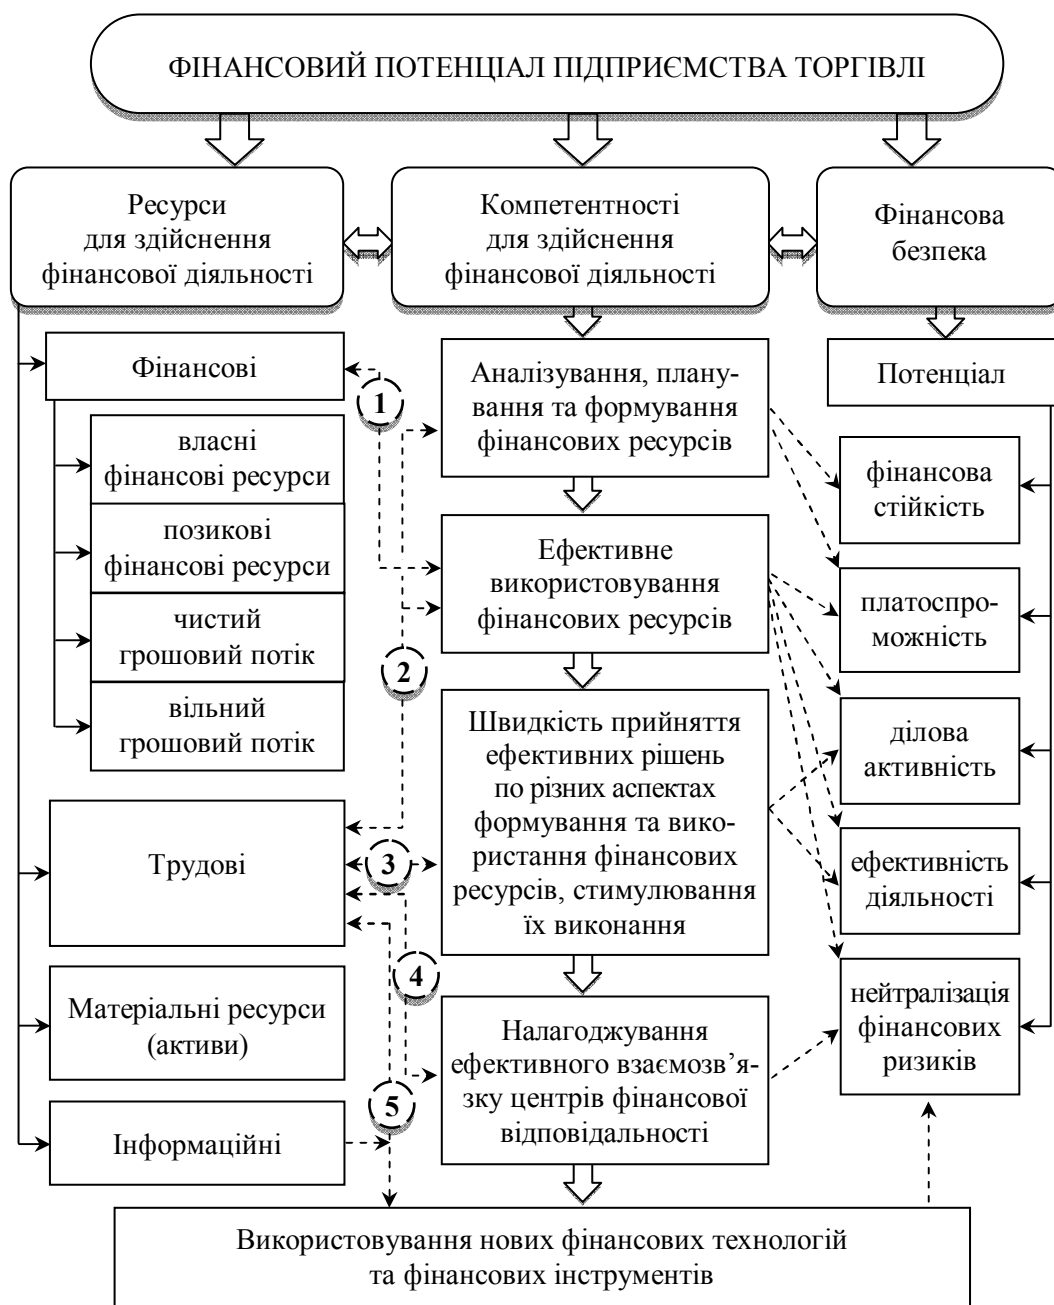 ФІНАНСОВИЙ ПОТЕНЦІАЛ ПІДПРИЄМСТВА ТОРГІВЛІ
Ресурси
для здійснення
фінансової діяльності
Компетентності
для здійснення
фінансової діяльності
Фінансова
безпека
Фінансові
власні
фінансові ресурси
позикові
фінансові ресурси
чистий
грошовий потік
вільний
грошовий потік
Трудові
Матеріальні ресурси
(активи)
Інформаційні
1
2
3
4
5
Аналізування, плану-
вання та формування
фінансових ресурсів
Ефективне
використовування
фінансових ресурсів
Швидкість прийняття
ефективних рішень
по різних аспектах
формування та вико-
ристання фінансових
ресурсів, стимулювання
їх виконання
Налагоджування
ефективного взаємозв’я-
зку центрів фінансової
відповідальності
Потенціал
фінансова
стійкість
платоспро-
можність
ділова
активність
ефективність
діяльності
нейтралізація
фінансових
ризиків
Використовування нових фінансових технологій
та фінансових інструментів